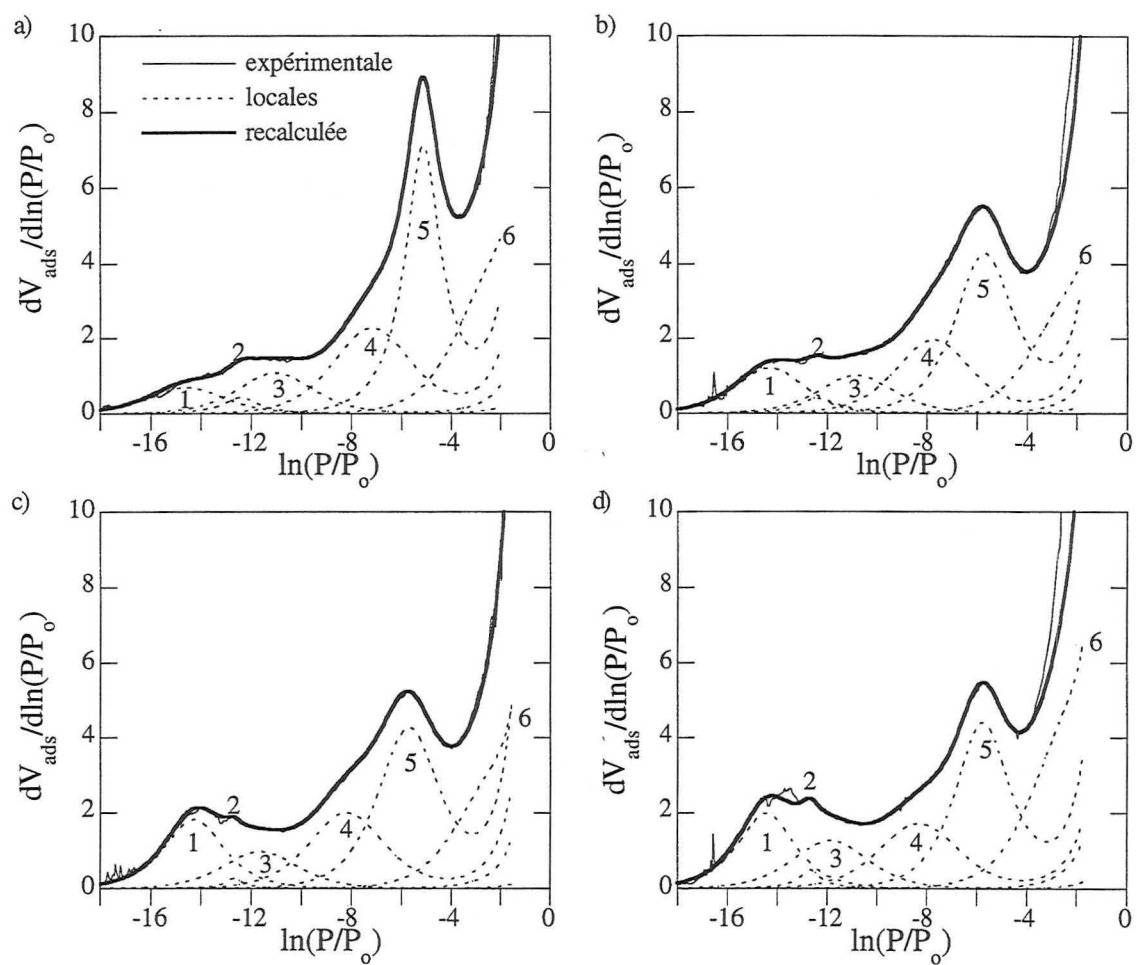 a)
10
8
6
4
2
0
dV_ads/dln(P/P_o)
expérimentale
locales
recalculée
1
2
3
4
5
6
-16 -12 -8 -4 0
ln(P/P_o)
b)
10
8
6
4
2
0
dV_ads/dln(P/P_o)
1
2
3
4
5
6
-16 -12 -8 -4 0
ln(P/P_o)
c)
10
8
6
4
2
0
dV_ads/dln(P/P_o)
1
2
3
4
5
6
-16 -12 -8 -4 0
ln(P/P_o)
d)
10
8
6
4
2
0
dV_ads/dln(P/P_o)
1
2
3
4
5
6
-16 -12 -8 -4 0
ln(P/P_o)